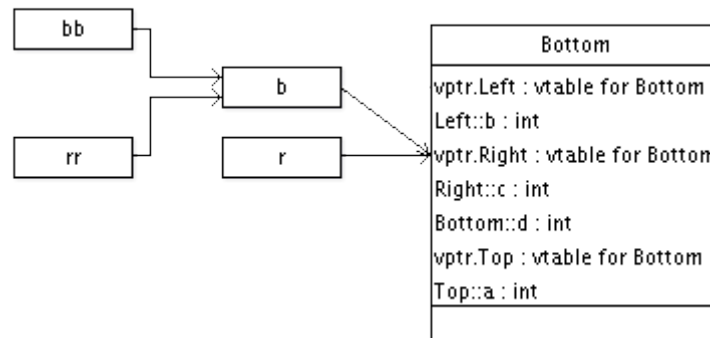 bb
rr
b
r
Bottom
vptr.Left : vtable for Bottom
Left::b : int
vptr.Right : vtable for Bottom
Right::c : int
Bottom::d : int
vptr.Top : vtable for Bottom
Top::a : int